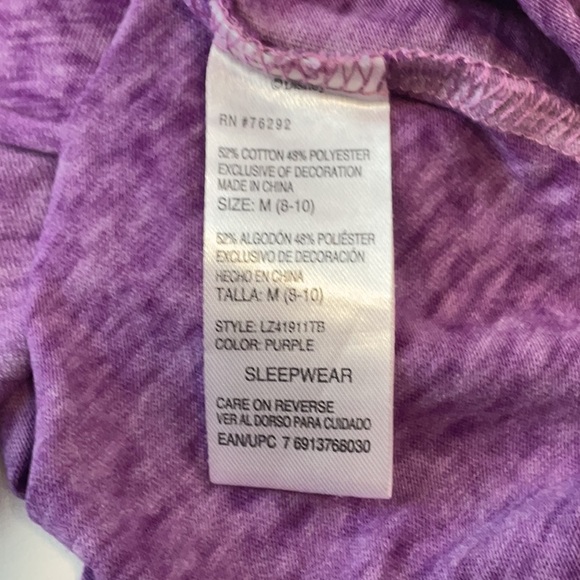 © Disney
RN #76292
52% COTTON 48% POLYESTER
EXCLUSIVE OF DECORATION
MADE IN CHINA
SIZE: M (8-10)
52% ALGODÓN 48% POLIÉSTER
EXCLUSIVO DE DECORACIÓN
HECHO EN CHINA
TALLA: M (8-10)
STYLE: LZ41911TB
COLOR: PURPLE
SLEEPWEAR
CARE ON REVERSE
VER AL DORSO PARA CUIDADO
EAN/UPC 7 6913768030